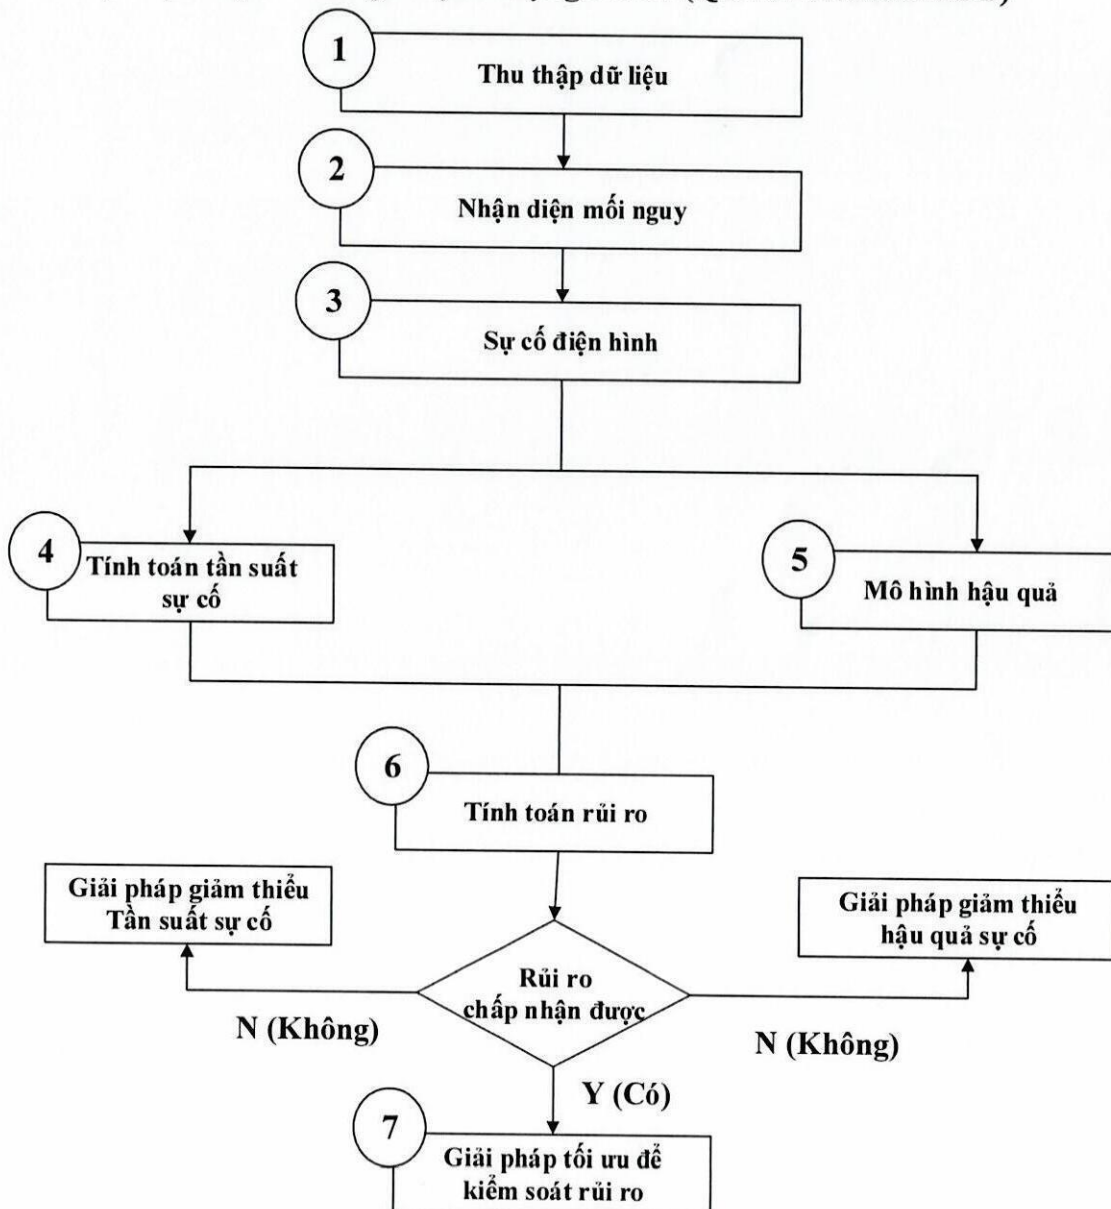 1
Thu thập dữ liệu
2
Nhận diện mối nguy
3
Sự cố điện hình
4
Tính toán tần suất
sự cố
5
Mô hình hậu quả
6
Tính toán rủi ro
Giải pháp giảm thiểu
Tần suất sự cố
Giải pháp giảm thiểu
hậu quả sự cố
Rủi ro
chấp nhận được
N (Không)
N (Không)
Y (Có)
7
Giải pháp tối ưu để
kiểm soát rủi ro